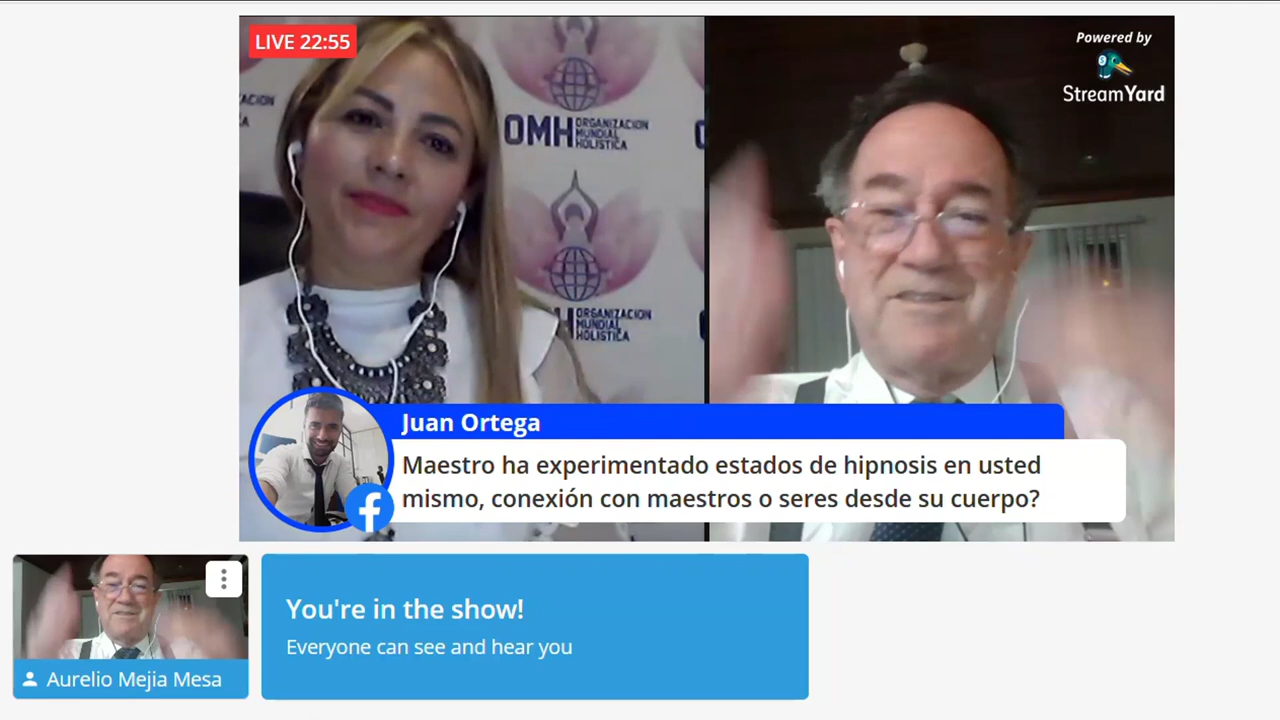 LIVE 22:55
Powered by
StreamYard
OMH ORGANIZACION
MUNDIAL
HOLISTICA
ORGANIZACION
MUNDIAL
HOLISTICA
Juan Ortega
Maestro ha experimentado estados de hipnosis en usted
mismo, conexión con maestros o seres desde su cuerpo?
You're in the show!
Everyone can see and hear you
Aurelio Mejia Mesa